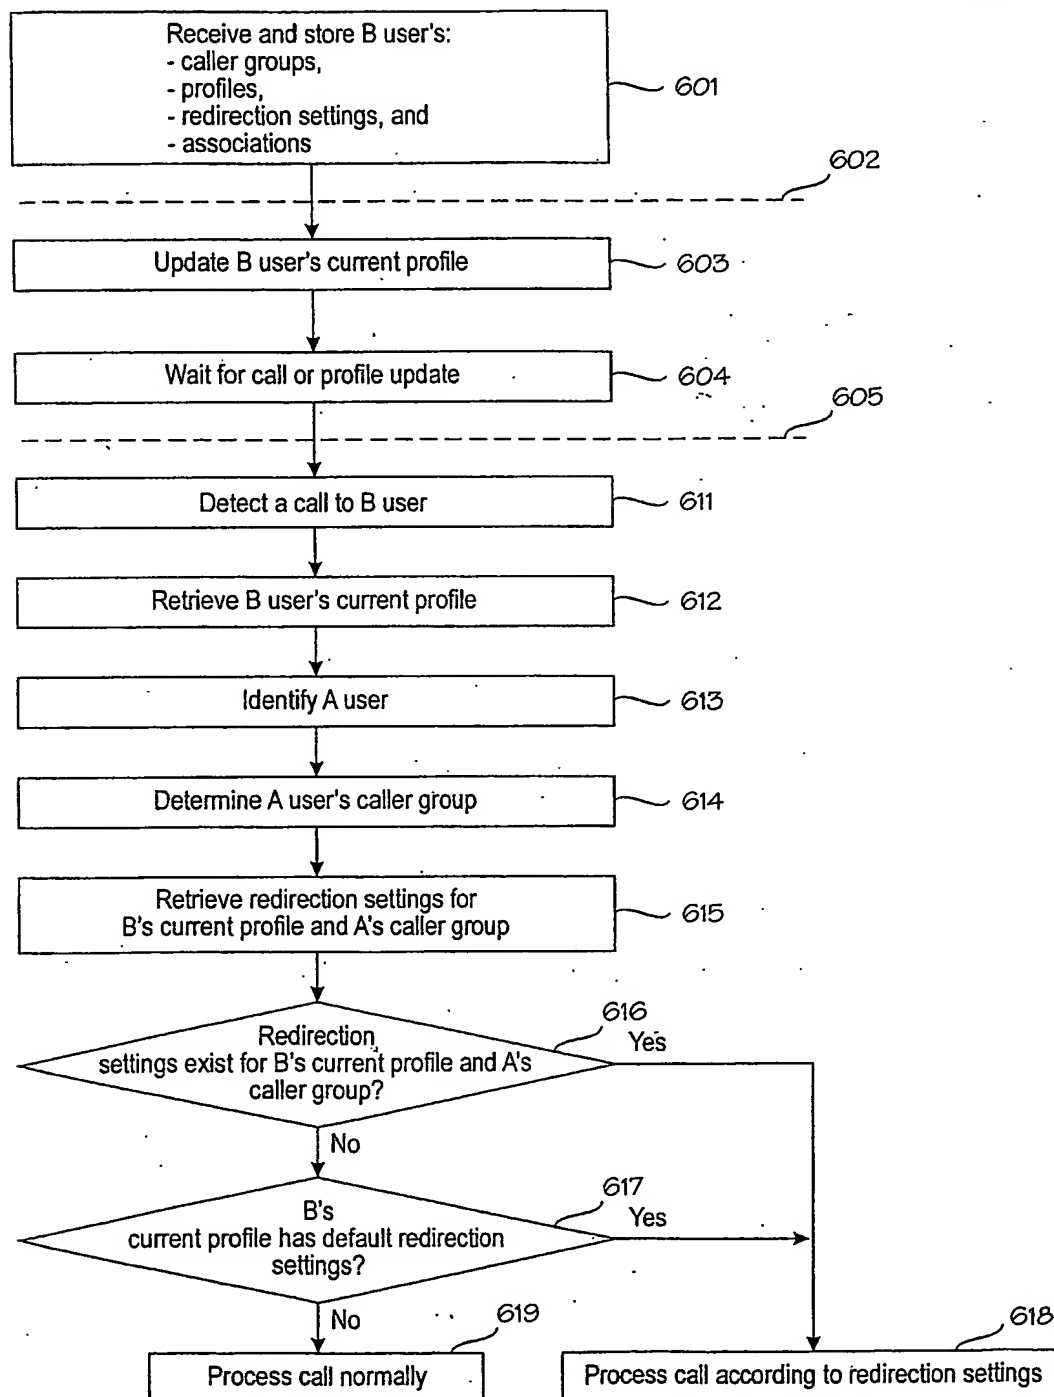 Receive and store B user's:
- caller groups,
- profiles,
- redirection settings, and
- associations
601
602
Update B user's current profile
603
Wait for call or profile update
604
605
Detect a call to B user
611
Retrieve B user's current profile
612
Identify A user
613
Determine A user's caller group
614
Retrieve redirection settings for
B's current profile and A's caller group
615
616
Redirection
settings exist for B's current profile and A's
caller group?
Yes
No
617
B's
current profile has default redirection
settings?
Yes
No
619
618
Process call normally
Process call according to redirection settings